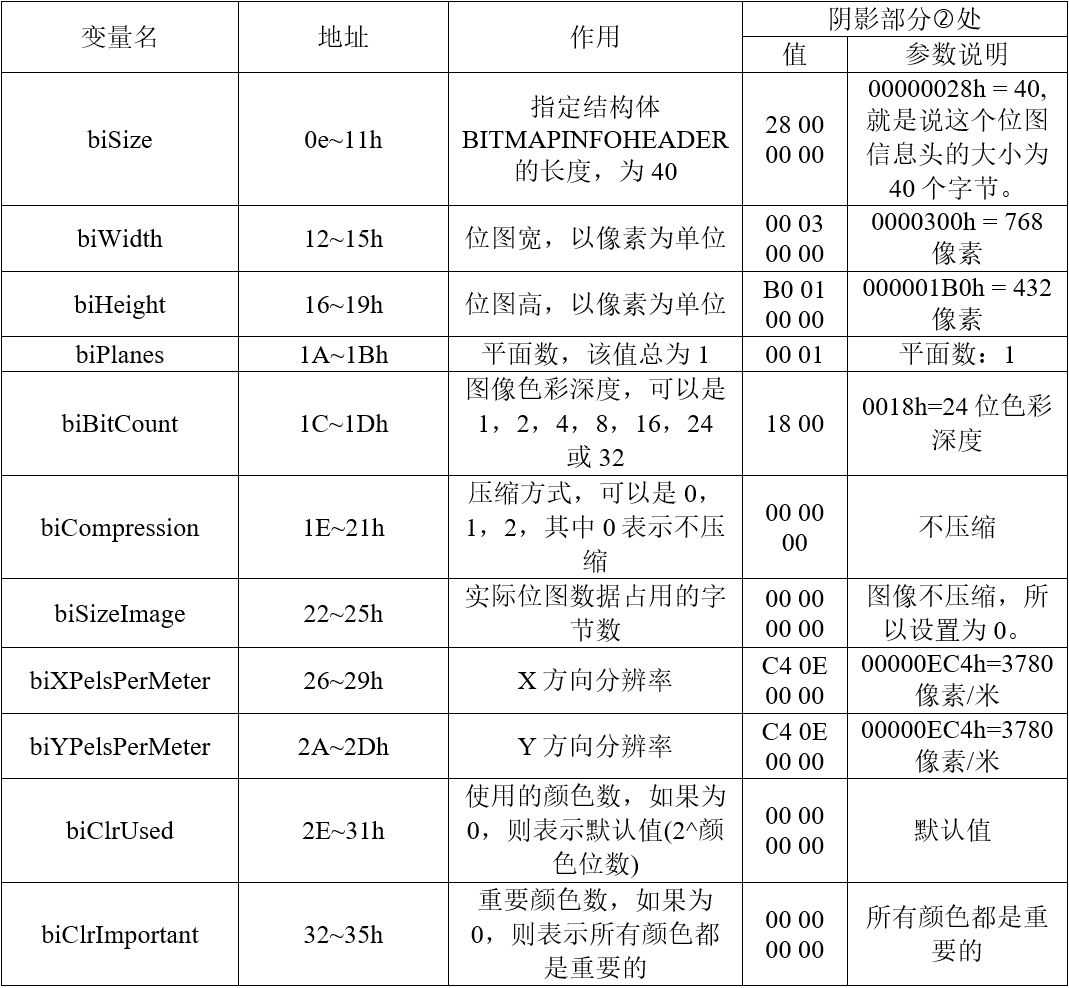 变量名
地址
作用
阴影部分②处
值
参数说明
biSize
0e~11h
指定结构体
BITMAPINFOHEADER
的长度，为 40
28 00
00 00
00000028h = 40,
就是说这个位图
信息头的大小为
40 个字节。
biWidth
12~15h
位图宽，以像素为单位
00 03
00 00
0000300h = 768
像素
biHeight
16~19h
位图高，以像素为单位
B0 01
00 00
000001B0h = 432
像素
biPlanes
1A~1Bh
平面数，该值总为 1
00 01
平面数：1
biBitCount
1C~1Dh
图像色彩深度，可以是
1，2，4，8，16，24
或 32
18 00
0018h=24 位色彩
深度
biCompression
1E~21h
压缩方式，可以是 0，
1，2，其中 0 表示不压
缩
00 00
00
不压缩
biSizeImage
22~25h
实际位图数据占用的字
节数
00 00
00 00
图像不压缩，所
以设置为 0。
biXPelsPerMeter
26~29h
X 方向分辨率
C4 0E
00 00
00000EC4h=3780
像素/米
biYPelsPerMeter
2A~2Dh
Y 方向分辨率
C4 0E
00 00
00000EC4h=3780
像素/米
biClrUsed
2E~31h
使用的颜色数，如果为
0，则表示默认值(2^颜
色位数)
00 00
00 00
默认值
biClrImportant
32~35h
重要颜色数，如果为
0，则表示所有颜色都
是重要的
00 00
00 00
所有颜色都是重
要的